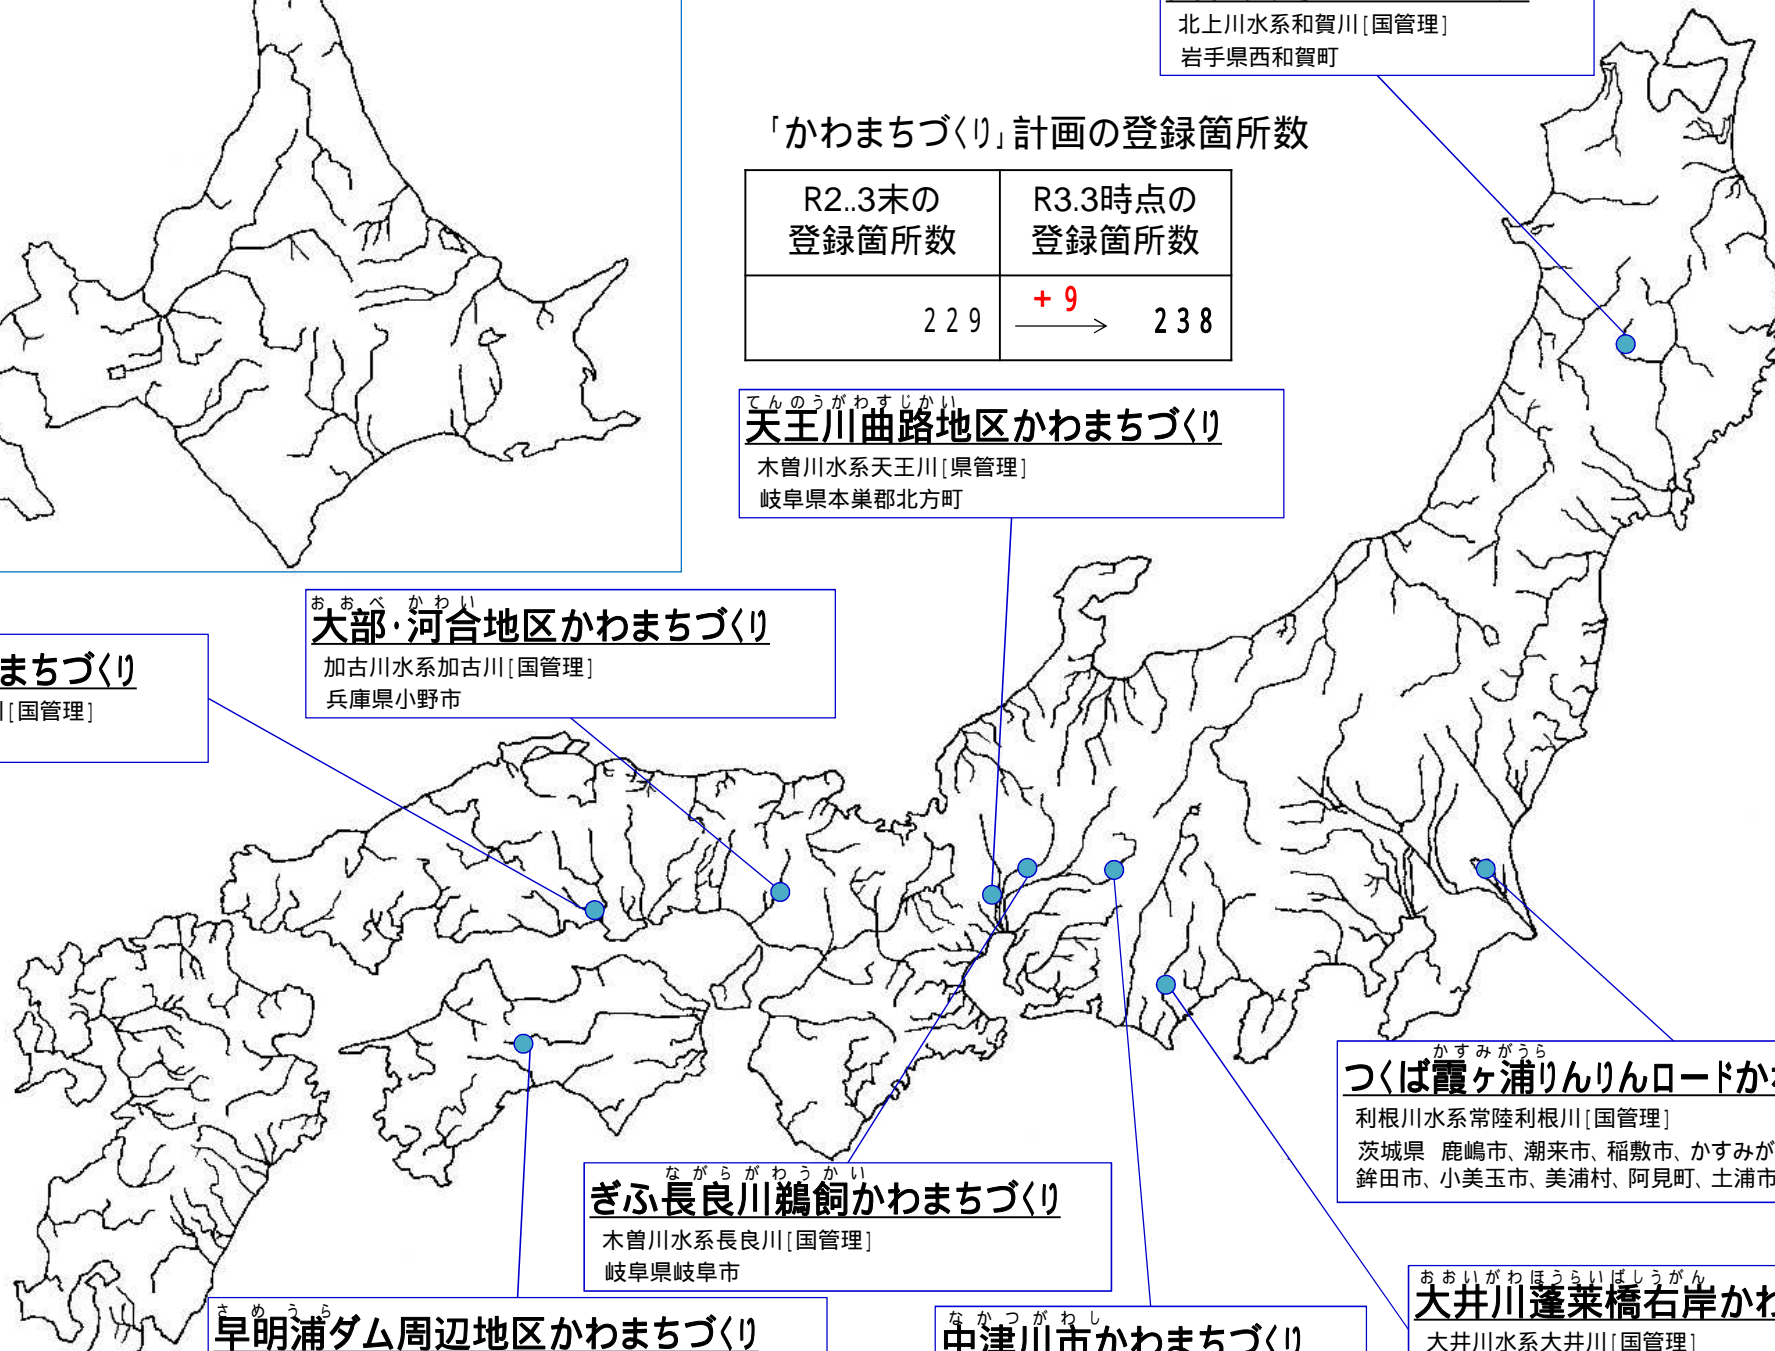 北上川水系和賀川[国管理]
岩手県西和賀町
「かわまちづくり」計画の登録箇所数
R2..3末の
登録箇所数
R3.3時点の
登録箇所数
229
+9
238
てんのうがわすじかい
天王川曲路地区かわまちづくり
木曽川水系天王川[県管理]
岐阜県本巣郡北方町
おおべ かわい
大部・河合地区かわまちづくり
加古川水系加古川[国管理]
兵庫県小野市
まちづくり
[国管理]
かすみがうら
つくば霞ヶ浦りんりんロードか
利根川水系常陸利根川[国管理]
茨城県 鹿嶋市、潮来市、稲敷市、かすみが
鉾田市、小美玉市、美浦村、阿見町、土浦市
ながらがわうかい
ぎふ長良川鵜飼かわまちづくり
木曽川水系長良川[国管理]
岐阜県岐阜市
さめうら
早明浦ダム周辺地区かわまちづくり
なかつがわし
中津川市かわまちづくり
おおいがわほうらいばしうがん
大井川蓬莱橋右岸かわ
大井川水系大井川[国管理]